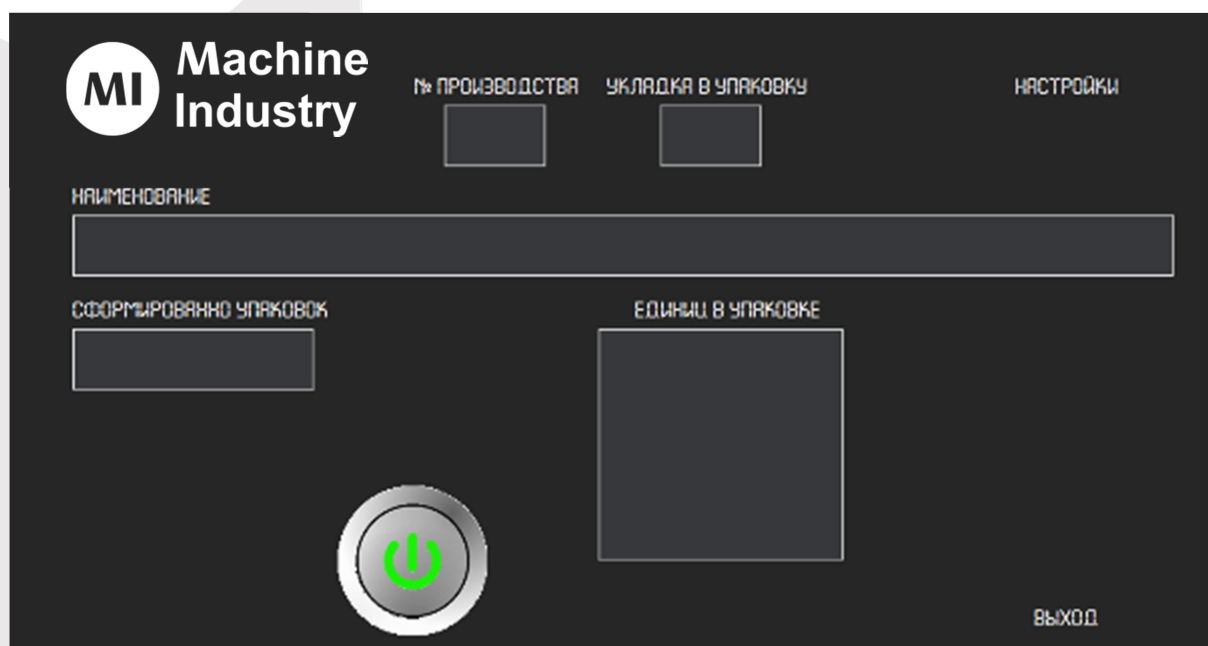 MI
Machine
Industry
№ ПРОИЗВОДСТВА
УКЛАДКА В УПАКОВКУ
НАСТРОЙКИ
НАИМЕНОВАНИЕ
СФОРМИРОВАННО УПАКОВОК
ЕДИНИЦ В УПАКОВКЕ
ВЫХОД